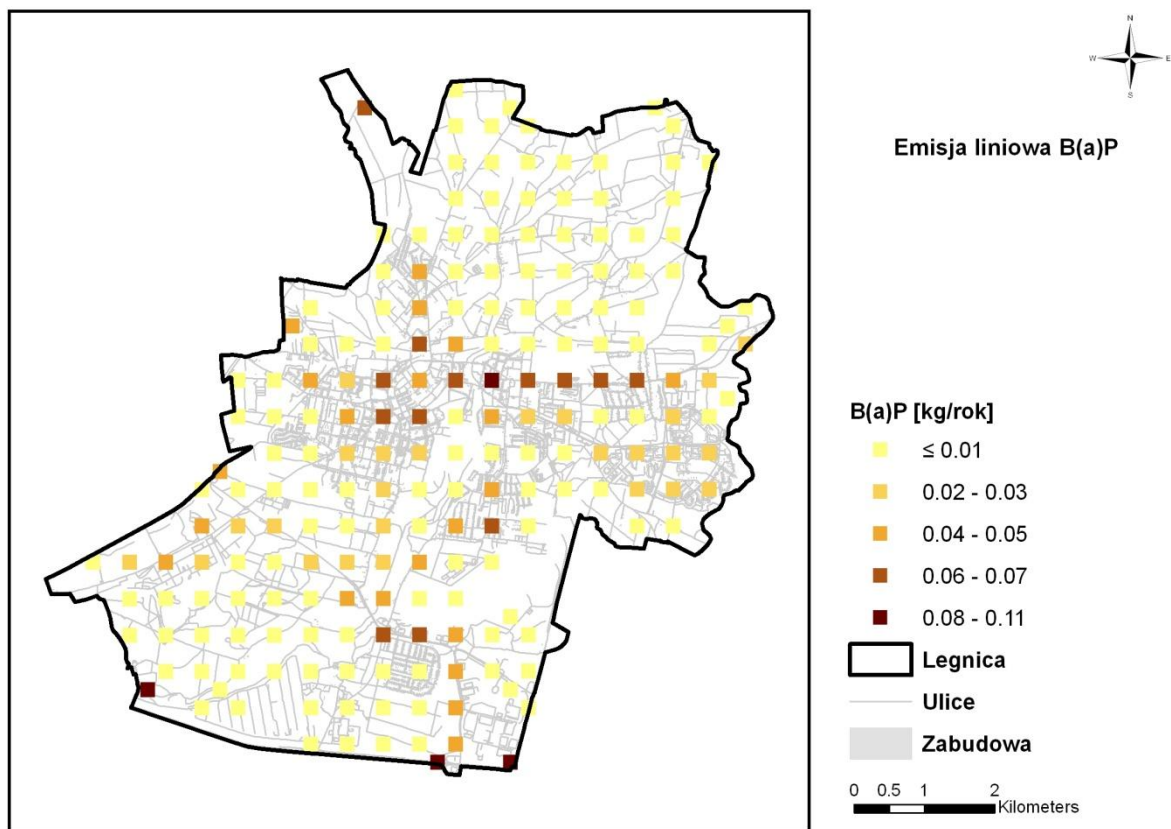 N
W E
S
Emisja liniowa B(a)P
B(a)P [kg/rok]
≤ 0.01
0.02 - 0.03
0.04 - 0.05
0.06 - 0.07
0.08 - 0.11
Legnica
Ulice
Zabudowa
0 0.5 1 2
Kilometers